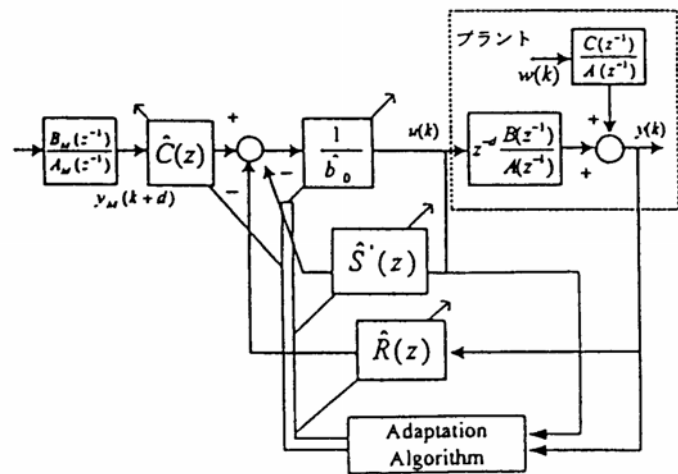 プラント
C(z⁻¹)
A(z⁻¹)
w(k)
+
y(k)
z⁻ᵈ
B(z⁻¹)
A(z⁻¹)
+
u(k)
1
b̂₀
+
−
−
Ĉ(z)
B_M(z⁻¹)
A_M(z⁻¹)
y_M(k+d)
Ŝ'(z)
R̂(z)
Adaptation
Algorithm